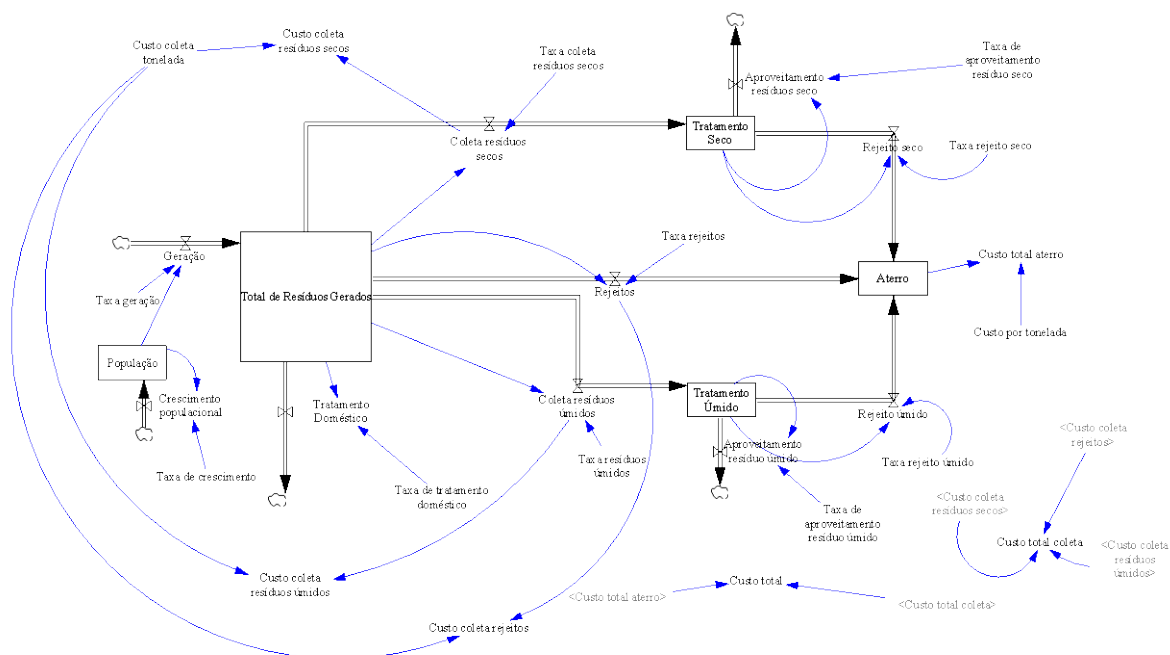 Custo coleta
tonelada
Custo coleta
resíduos secos
Taxa coleta
resíduos secos
Taxa de
aproveitamento
resíduo seco
Aproveitamento
resíduos seco
Tratamento
Seco
Coleta resíduos
secos
Rejeito seco
Taxa rejeito seco
Geração
Taxa rejeitos
Custo total aterro
Taxa geração
Total de Resíduos Gerados
Rejeitos
Aterro
Custo por tonelada
População
Crescimento
populacional
Tratamento
Doméstico
Coleta resíduos
úmidos
Tratamento
Úmido
Rejeito úmido
Taxa de crescimento
Taxa resíduos
úmidos
Aproveitamento
resíduo úmido
Taxa rejeito úmido
<Custo coleta
rejeitos>
Taxa de tratamento
doméstico
Taxa de
aproveitamento
resíduo úmido
<Custo coleta
resíduos secos>
Custo total coleta
<Custo coleta
resíduos
úmidos>
Custo coleta
resíduos úmidos
Custo total
<Custo total aterro>
<Custo total coleta>
Custo coleta rejeitos